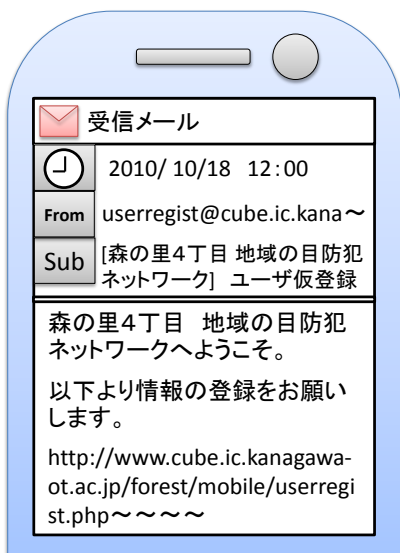 受信メール
2010/ 10/18 12:00
From userregist@cube.ic.kana~
Sub [森の里4丁目 地域の目防犯
ネットワーク] ユーザ仮登録
森の里4丁目 地域の目防犯
ネットワークへようこそ。
以下より情報の登録をお願い
します。
http://www.cube.ic.kanagawa-
ot.ac.jp/forest/mobile/userregi
st.php~~~~